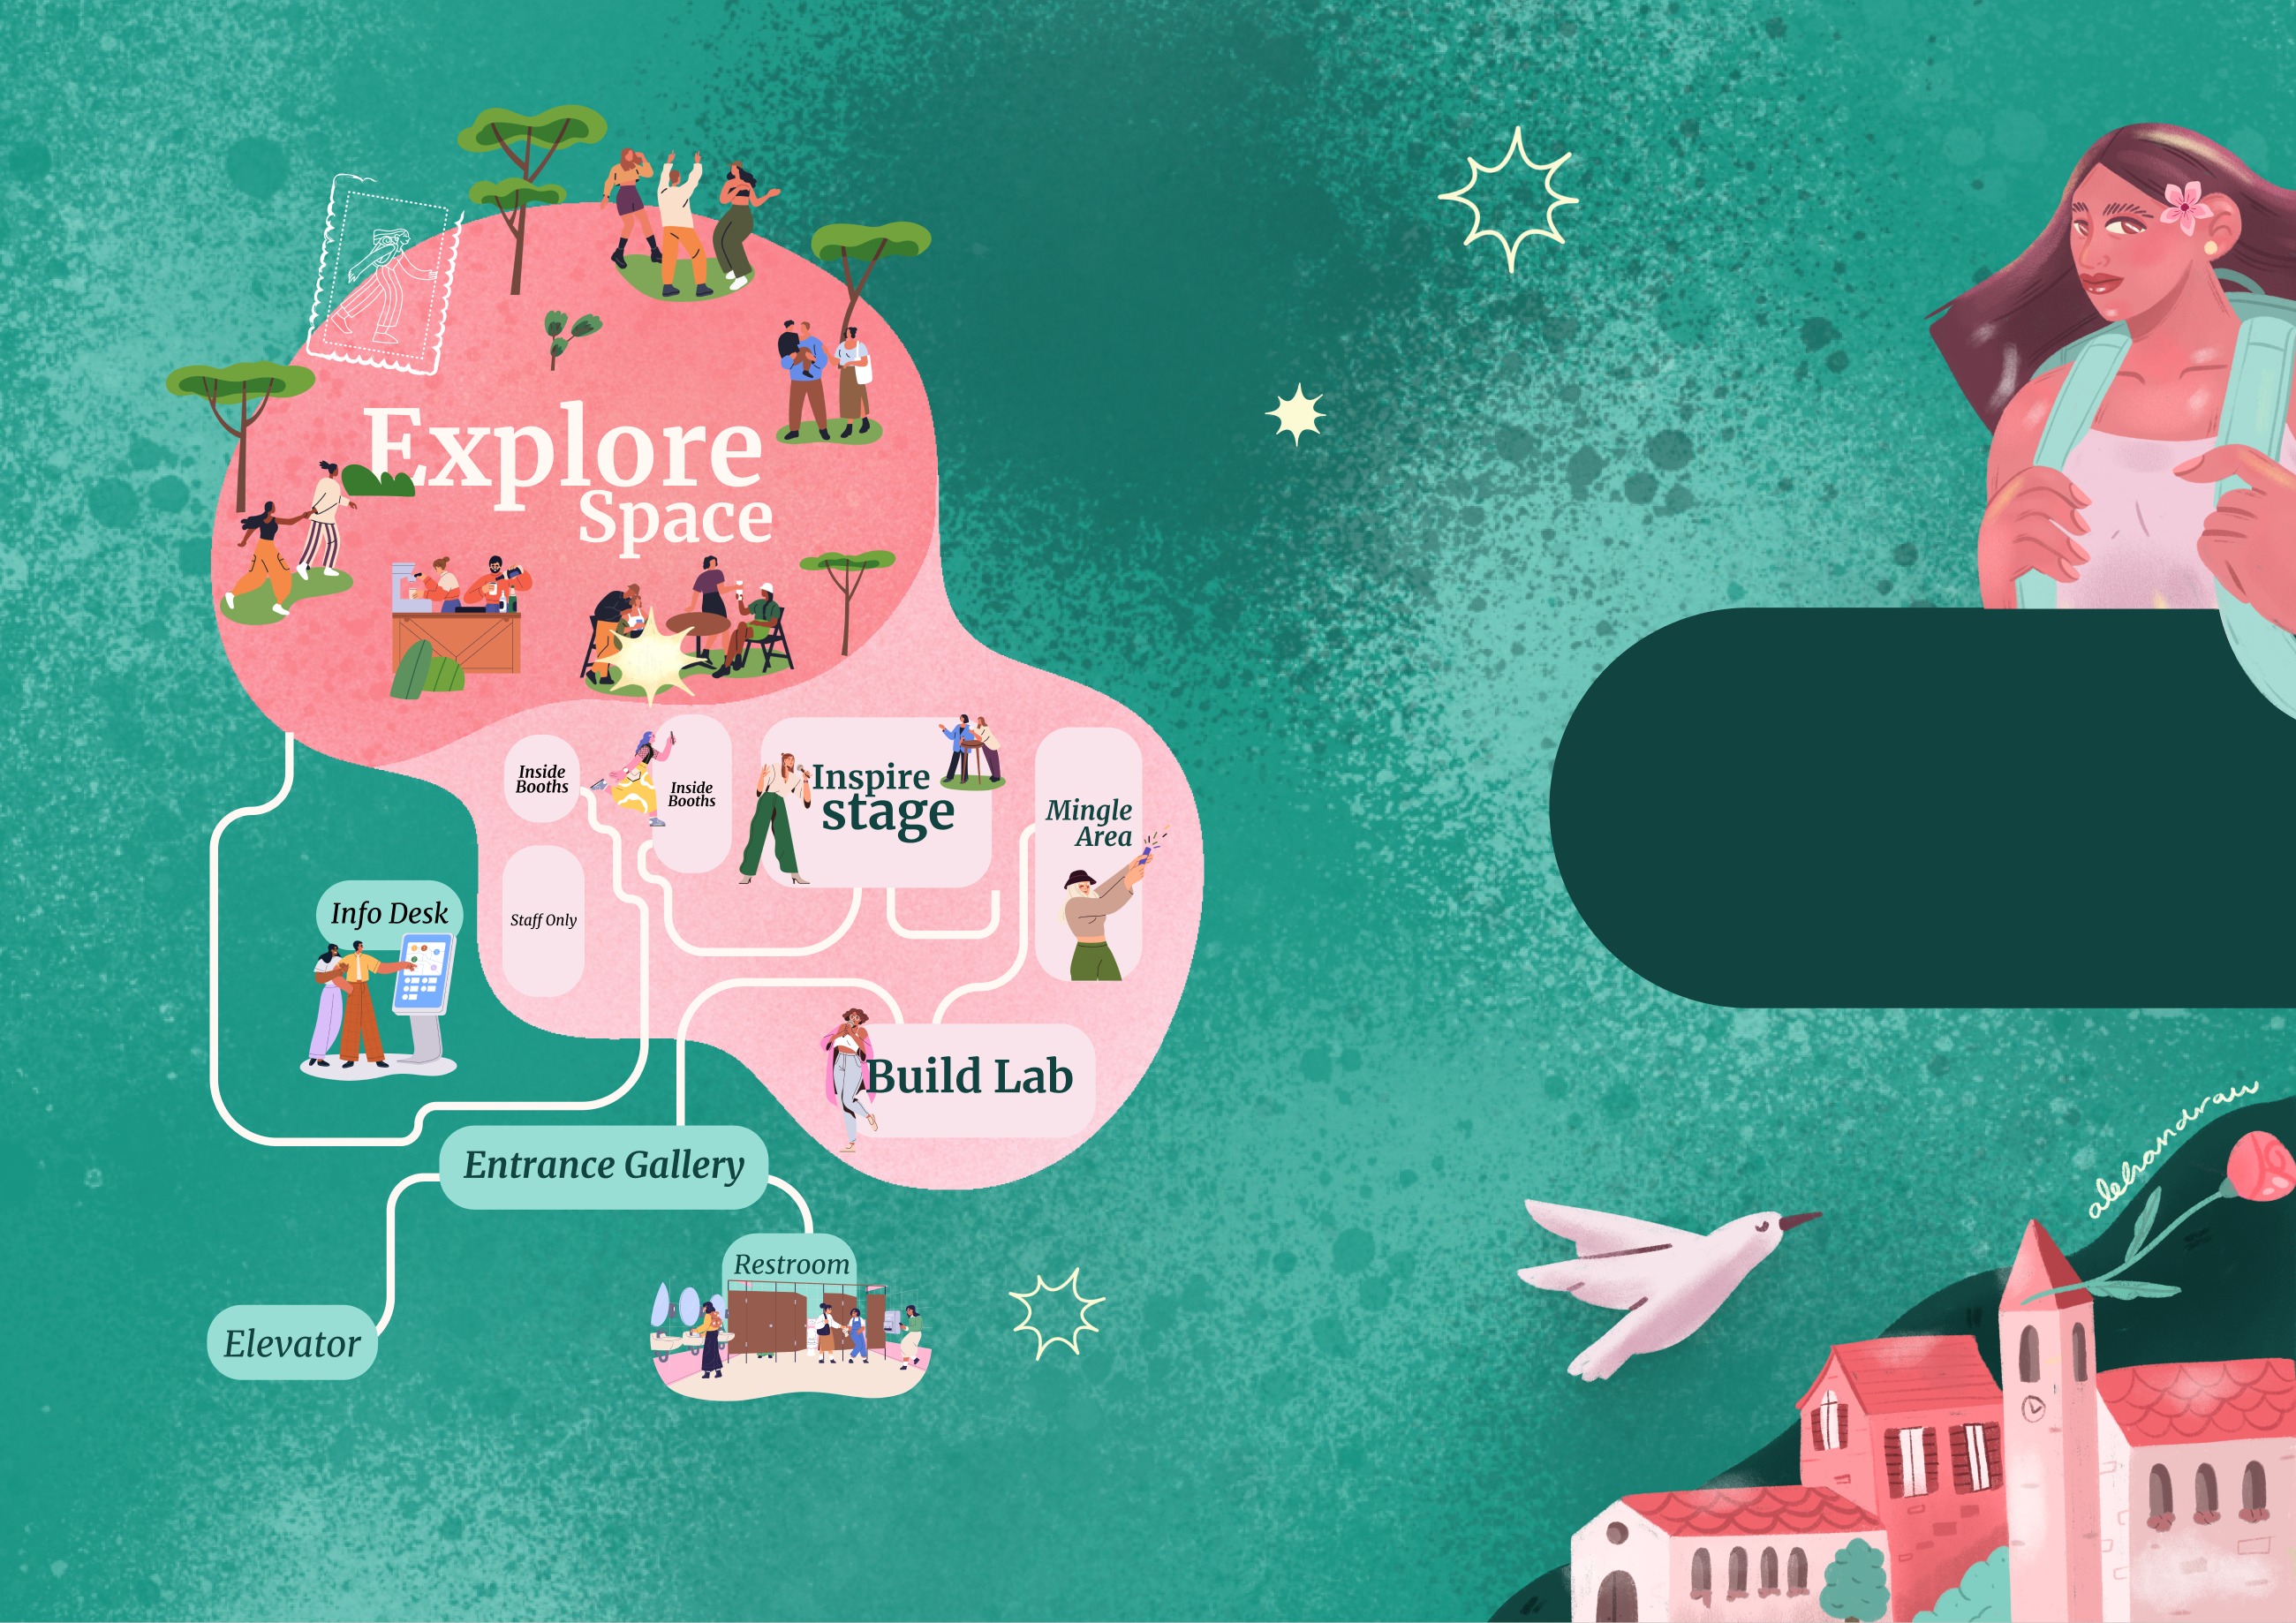 Explore
Space
Inside
Booths
Inside
Booths
Inspire
stage
Mingle
Area
Info Desk
Staff Only
Build Lab
Entrance Gallery
Restroom
Elevator
alehandraw